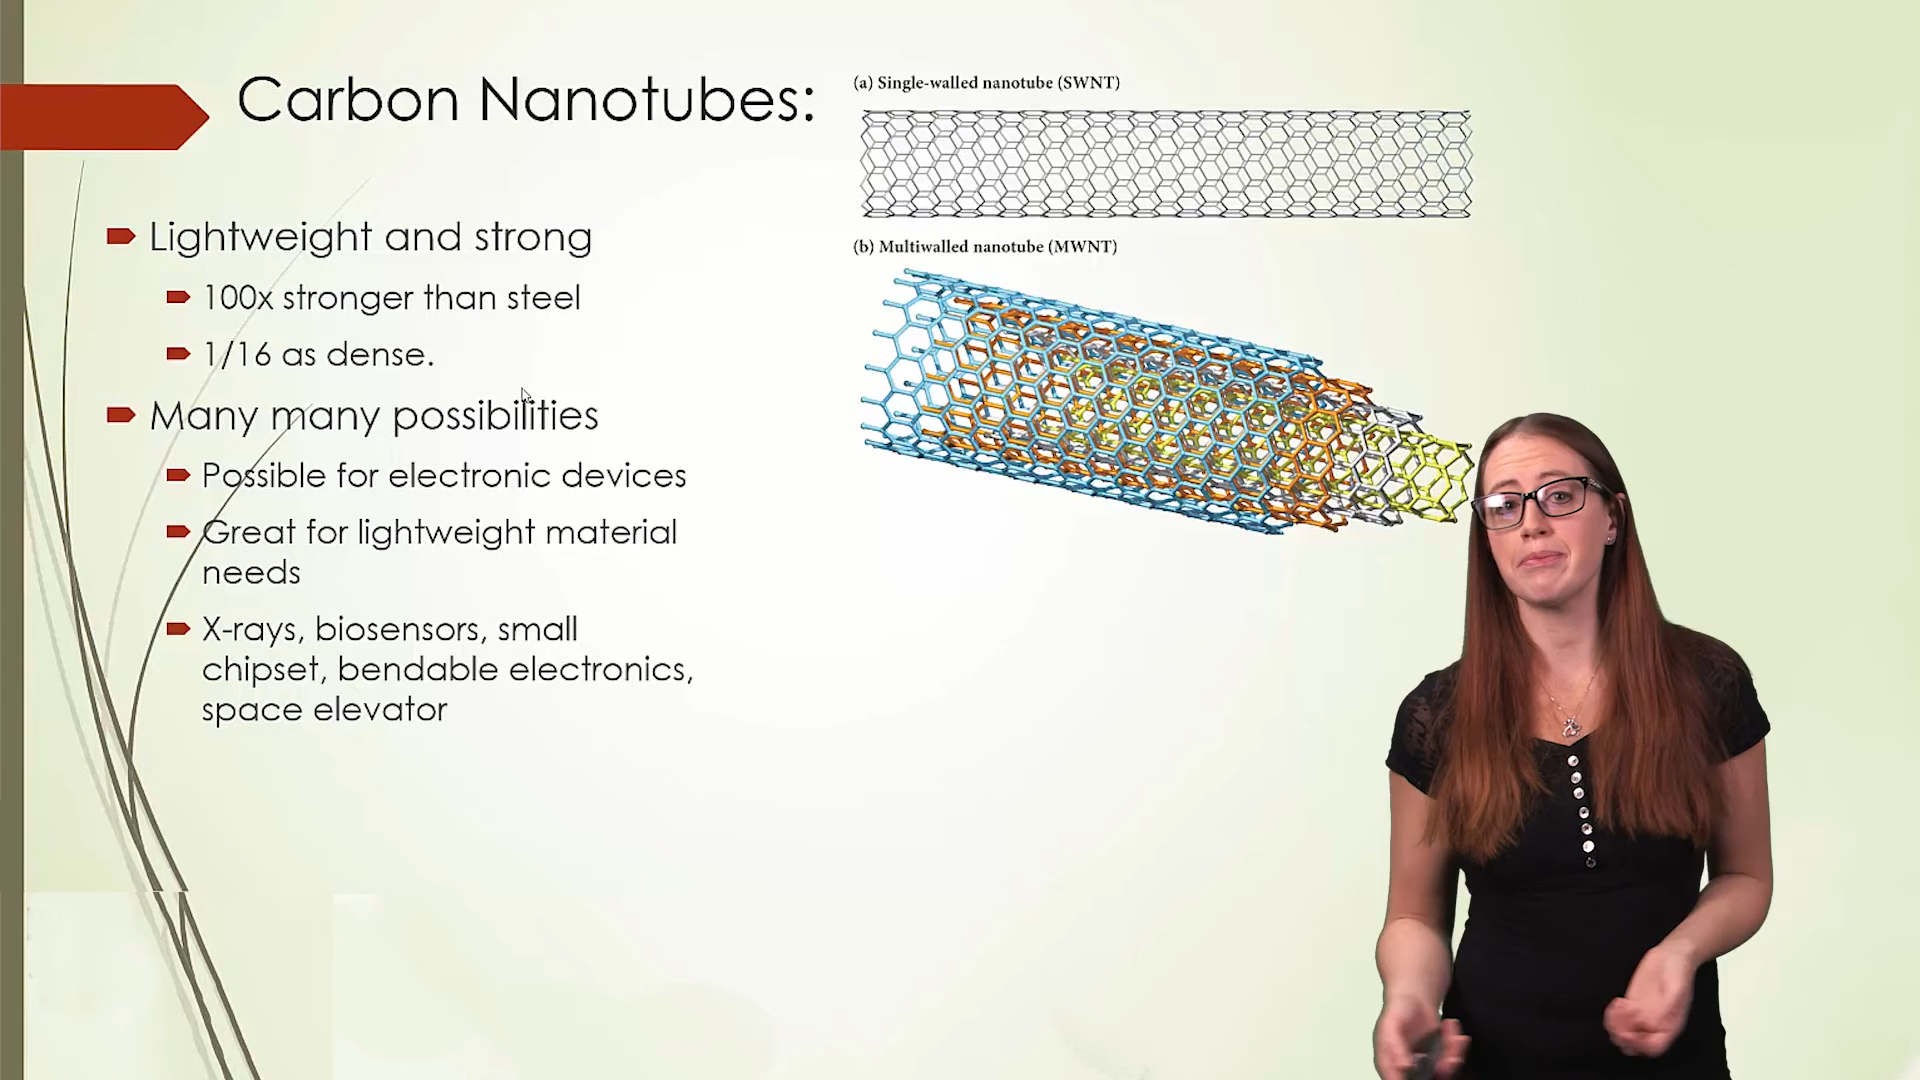 Carbon Nanotubes:
Lightweight and strong
100x stronger than steel
1/16 as dense.
Many many possibilities
Possible for electronic devices
Great for lightweight material
needs
X-rays, biosensors, small
chipset, bendable electronics,
space elevator
(a) Single-walled nanotube (SWNT)
(b) Multiwalled nanotube (MWNT)